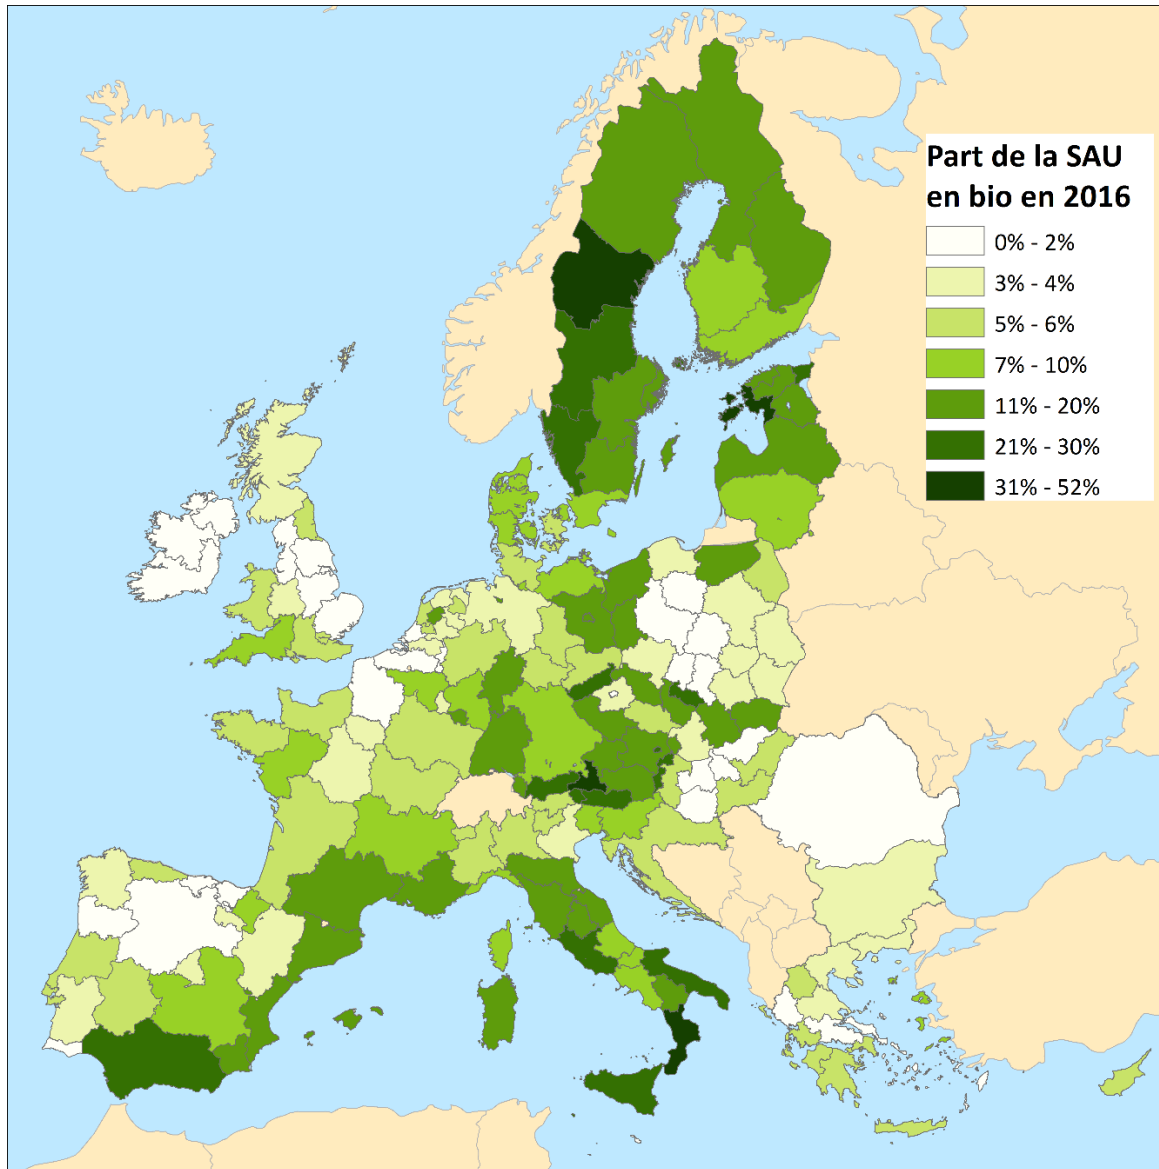 Part de la SAU
en bio en 2016
0% - 2%
3% - 4%
5% - 6%
7% - 10%
11% - 20%
21% - 30%
31% - 52%